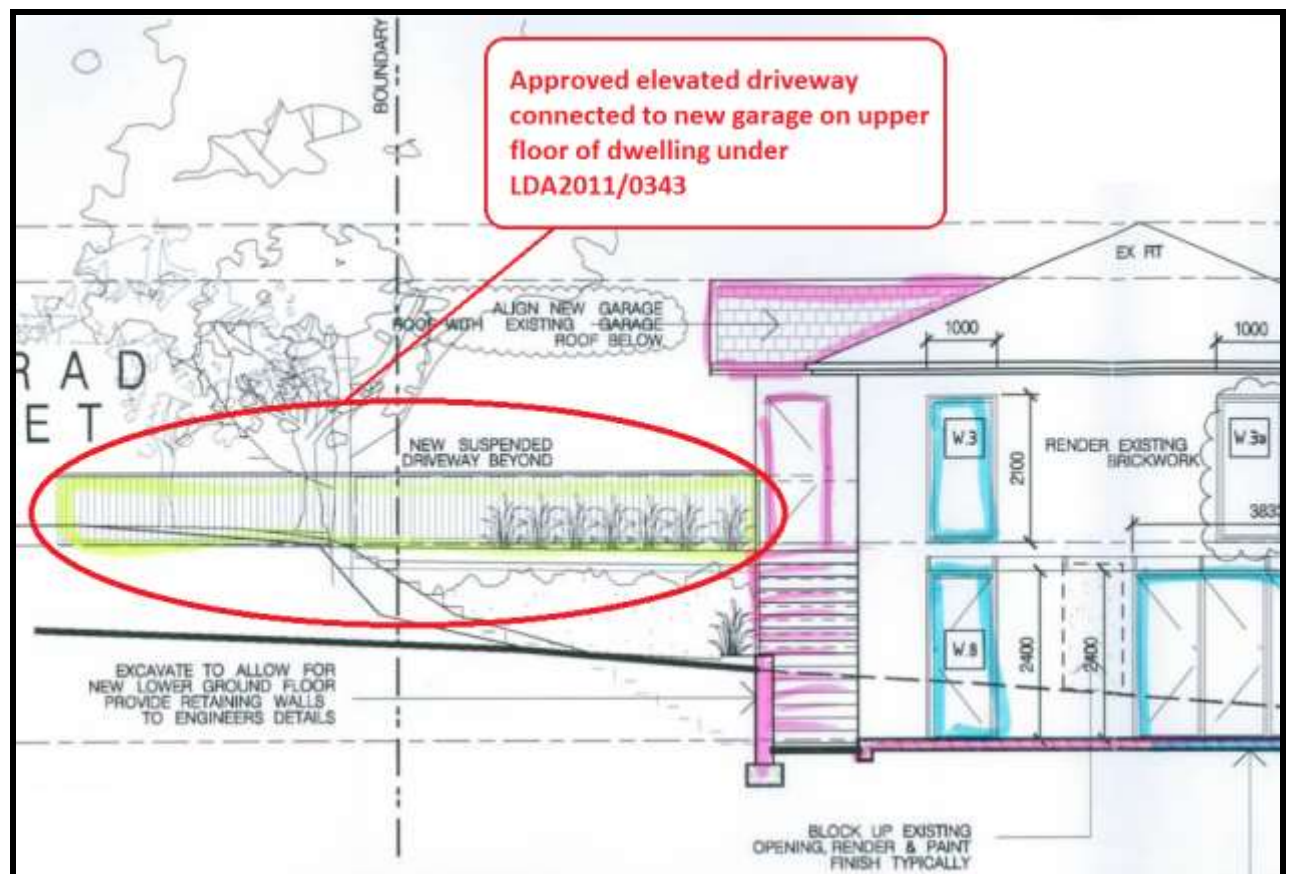 BOUNDARY
Approved elevated driveway
connected to new garage on upper
floor of dwelling under
LDA2011/0343
EX RT
ALIGN NEW GARAGE
ROOF WITH EXISTING GARAGE
ROOF BELOW
1000
1000
RAD
ET
NEW SUSPENDED
DRIVEWAY BEYOND
W.3
2100
RENDER EXISTING
BRICKWORK
W.3a
383
EXCAVATE TO ALLOW FOR
NEW LOWER GROUND FLOOR
PROVIDE RETAINING WALLS
TO ENGINEERS DETAILS
W.8
2400
2400
BLOCK UP EXISTING
OPENING, RENDER & PAINT
FINISH TYPICALLY